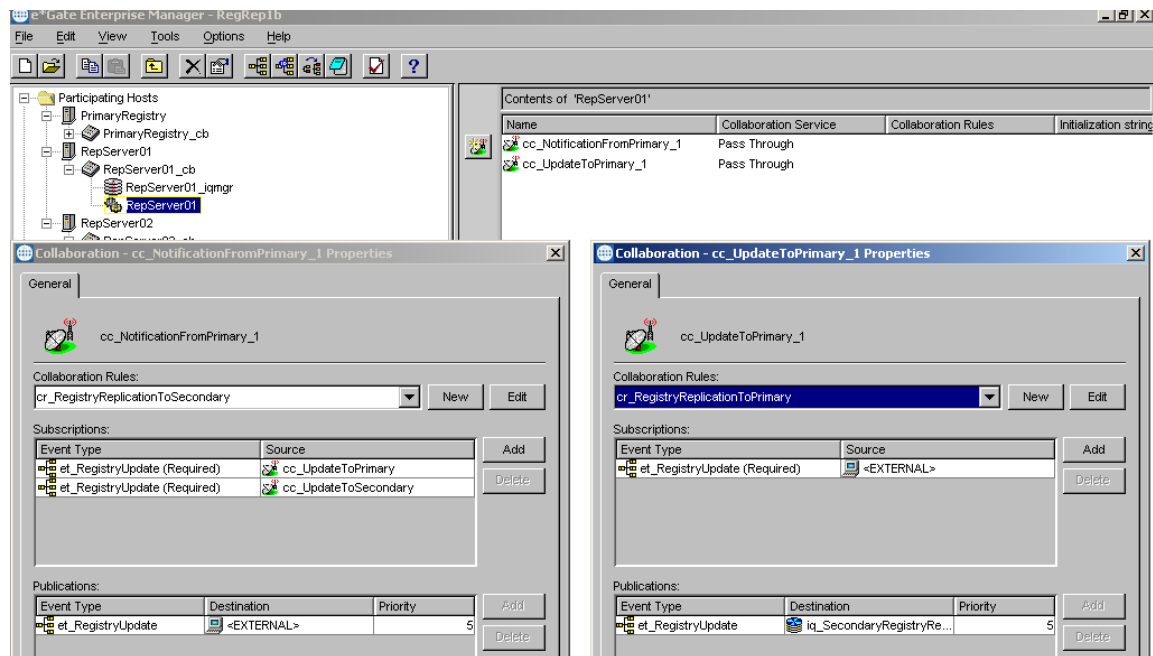 e*Gate Enterprise Manager - RegRep1b
File Edit View Tools Options Help
Participating Hosts
PrimaryRegistry
PrimaryRegistry_cb
RepServer01
RepServer01_cb
RepServer01_iqmgr
RepServer01
RepServer02
Contents of 'RepServer01'
Name Collaboration Service Collaboration Rules Initialization string
cc_NotificationFromPrimary_1 Pass Through
cc_UpdateToPrimary_1 Pass Through
Collaboration - cc_NotificationFromPrimary_1 Properties
General
cc_NotificationFromPrimary_1
Collaboration Rules:
cr_RegistryReplicationToSecondary New Edit
Subscriptions:
Event Type Source Add
et_RegistryUpdate (Required) cc_UpdateToPrimary
Delete
et_RegistryUpdate (Required) cc_UpdateToSecondary
Publications:
Event Type Destination Priority Add
et_RegistryUpdate <EXTERNAL> 5
Delete
Collaboration - cc_UpdateToPrimary_1 Properties
General
cc_UpdateToPrimary_1
Collaboration Rules:
cr_RegistryReplicationToPrimary New Edit
Subscriptions:
Event Type Source Add
et_RegistryUpdate (Required) <EXTERNAL>
Delete
Publications:
Event Type Destination Priority Add
et_RegistryUpdate iq_SecondaryRegistryRe... 5
Delete